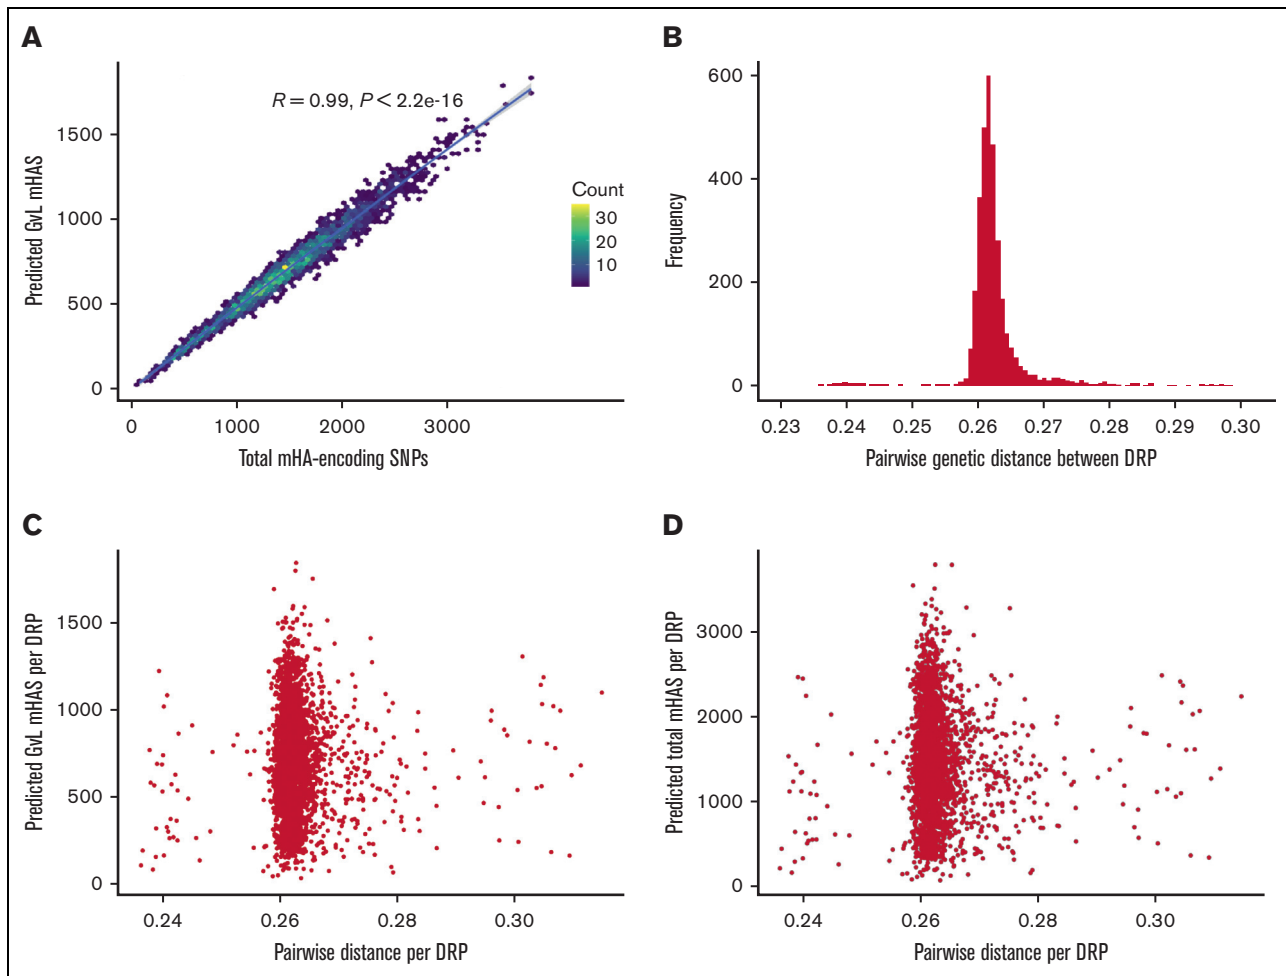 A
R = 0.99, P < 2.2e-16
Predicted GvL mHAS
1500
1000
500
0
Count
30
20
10
0
1000
2000
3000
Total mHA-encoding SNPs
B
Frequency
600
400
200
0
0.23
0.24
0.25
0.26
0.27
0.28
0.29
0.30
Pairwise genetic distance between DRP
C
Predicted GvL mHAS per DRP
1500
1000
500
0
0.24
0.26
0.28
0.30
Pairwise distance per DRP
D
Predicted total mHAS per DRP
3000
2000
1000
0
0.24
0.26
0.28
0.30
Pairwise distance per DRP